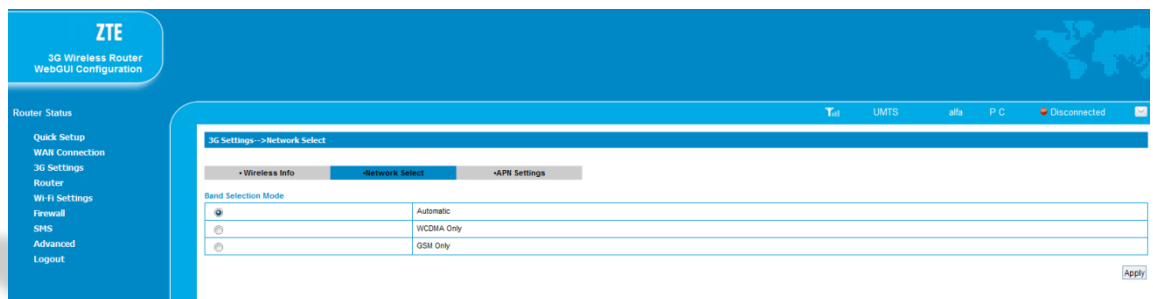 ZTE
3G Wireless Router
WebGUI Configuration
Router Status
UMTS alfa P C Disconnected
Quick Setup
WAN Connection
3G Settings
Router
Wi-Fi Settings
Firewall
SMS
Advanced
Logout
3G Settings-->Network Select
•Wireless Info •Network Select •APN Settings
Band Selection Mode
Automatic
WCDMA Only
GSM Only
Apply